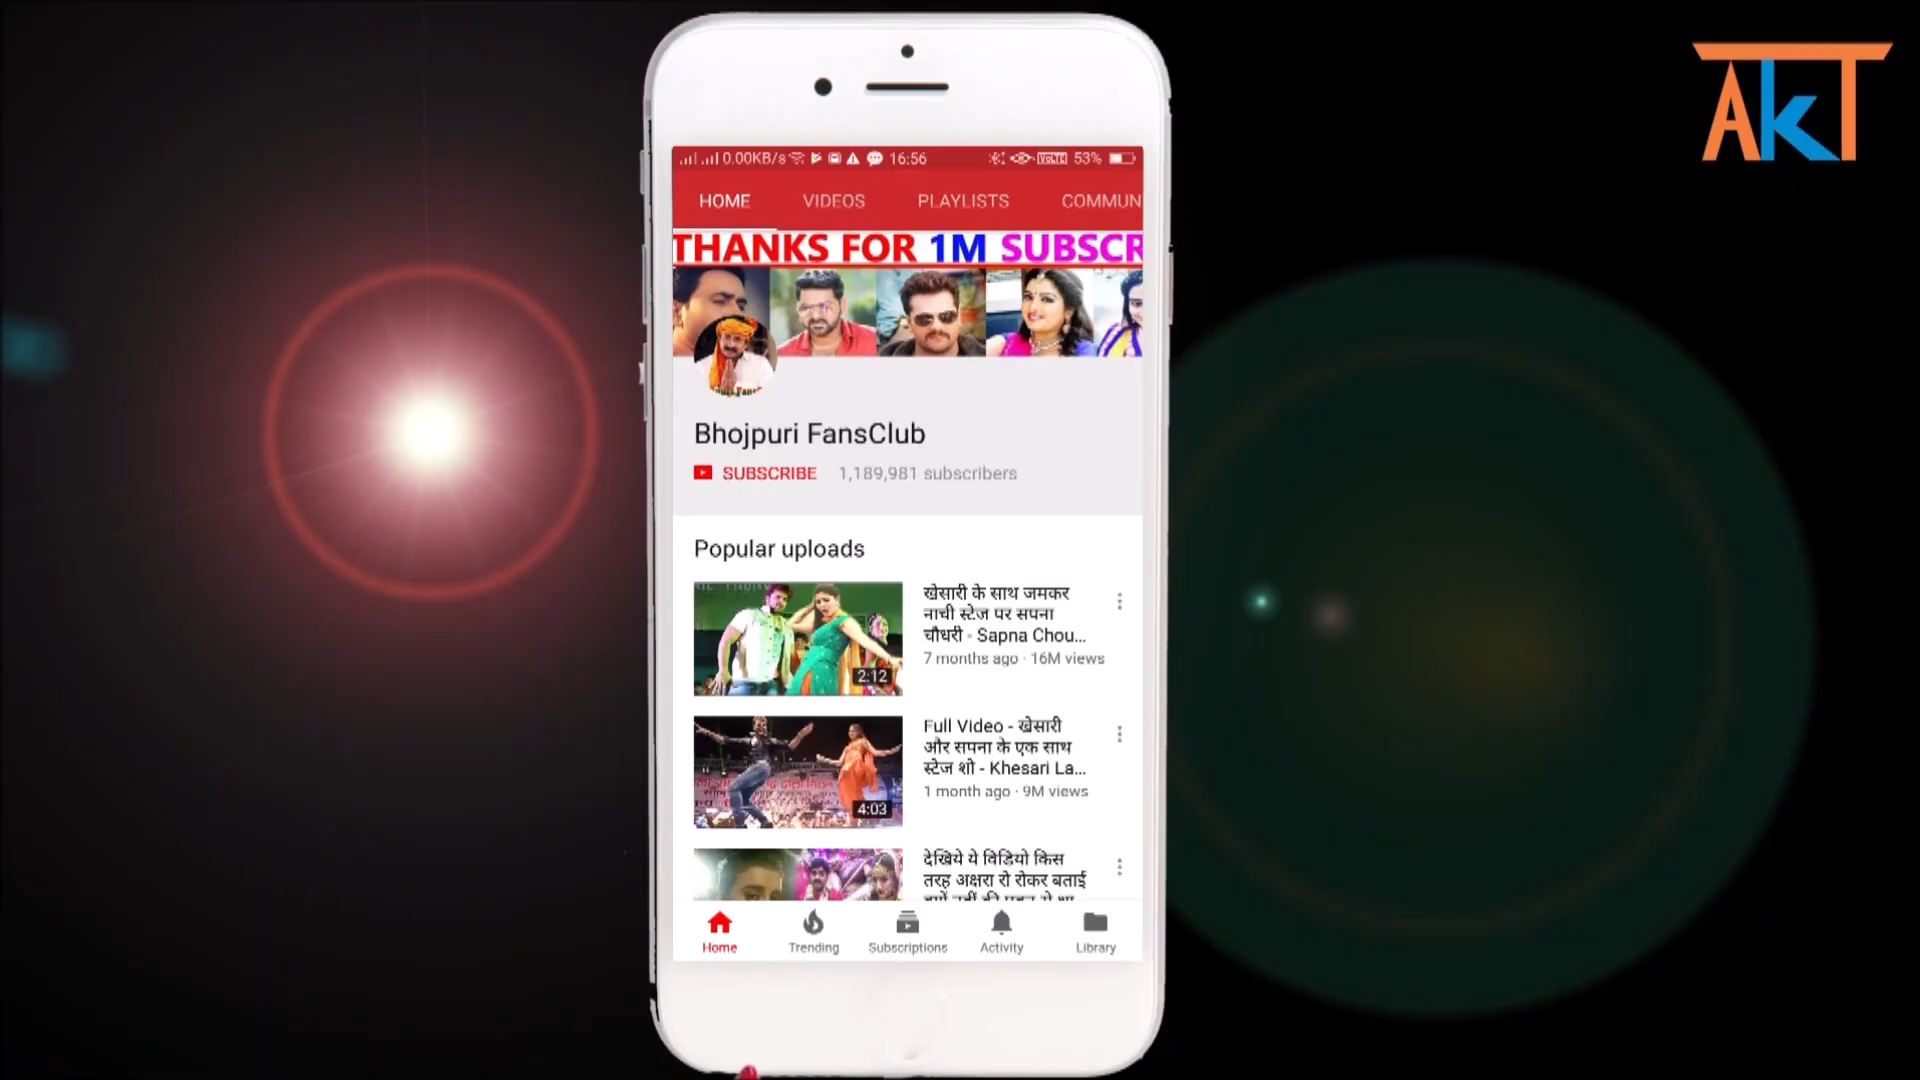 AKT
0.00KB/s 16:56 VoLTE 53%
HOME VIDEOS PLAYLISTS COMMUN
THANKS FOR 1M SUBSCR
Bhojpuri FansClub
SUBSCRIBE 1,189,981 subscribers
Popular uploads
खेसारी के साथ जमकर
नाची स्टेज पर सपना
चौधरी - Sapna Chou...
7 months ago · 16M views
2:12
Full Video - खेसारी
और सपना के एक साथ
स्टेज शो - Khesari La...
1 month ago · 9M views
4:03
देखिये ये विडियो किस
तरह अक्षरा रो रोकर बताई
Home Trending Subscriptions Activity Library